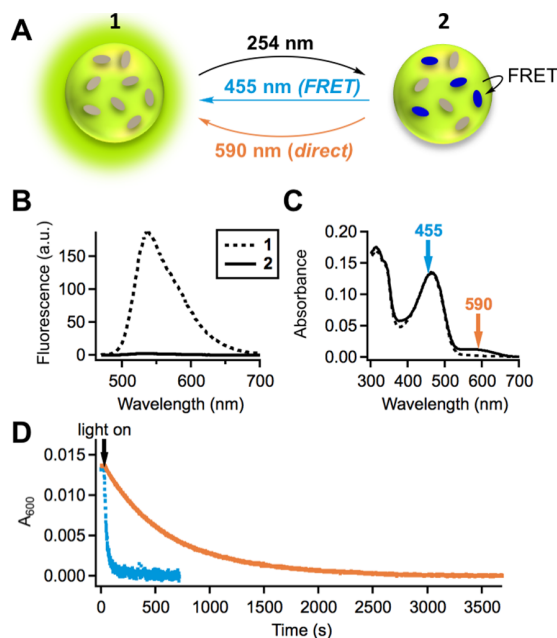 A
1
2
254 nm
455 nm (FRET)
590 nm (direct)
FRET
B
Fluorescence (a.u.)
150
100
50
0
500
600
700
Wavelength (nm)
1
2
C
Absorbance
0.20
0.15
0.10
0.05
0.00
455
590
300 400 500 600 700
Wavelength (nm)
D
light on
A600
0.015
0.010
0.005
0.000
0 500 1000 1500 2000 2500 3000 3500
Time (s)